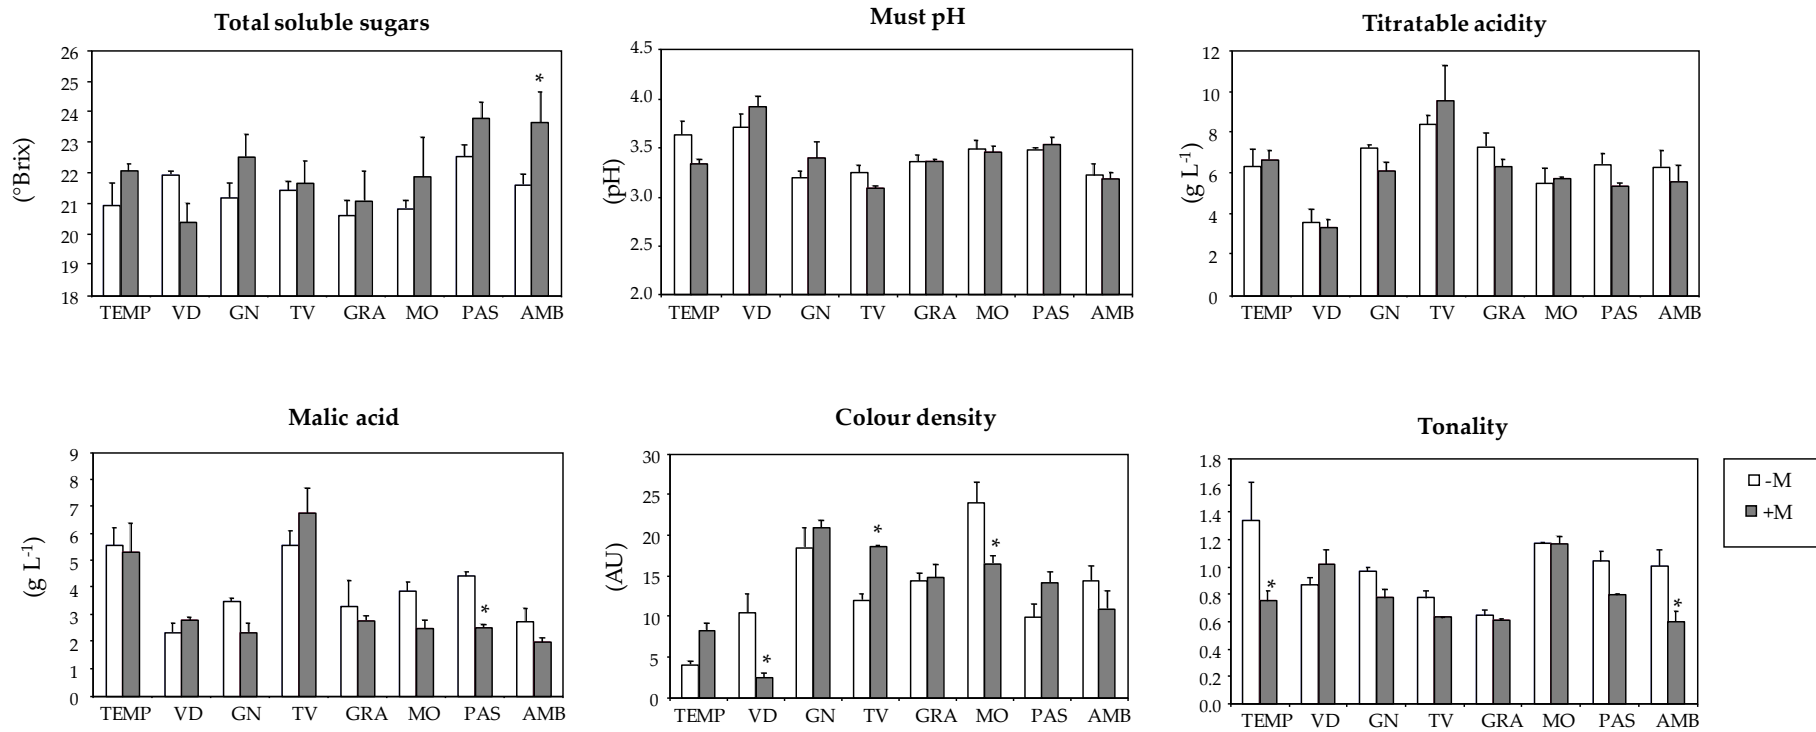 Total soluble sugars
(°Brix)
26
25
24
23
22
21
20
19
18
*
TEMP VD GN TV GRA MO PAS AMB
Must pH
(pH)
4.5
4.0
3.5
3.0
2.5
2.0
TEMP VD GN TV GRA MO PAS AMB
Titratable acidity
(g L-1)
12
10
8
6
4
2
0
TEMP VD GN TV GRA MO PAS AMB
Malic acid
(g L-1)
9
8
7
6
5
4
3
2
1
0
*
TEMP VD GN TV GRA MO PAS AMB
Colour density
(AU)
30
25
20
15
10
5
0
* * *
TEMP VD GN TV GRA MO PAS AMB
Tonality
1.8
1.6
1.4
1.2
1.0
0.8
0.6
0.4
0.2
0.0
* *
TEMP VD GN TV GRA MO PAS AMB
-M
+M